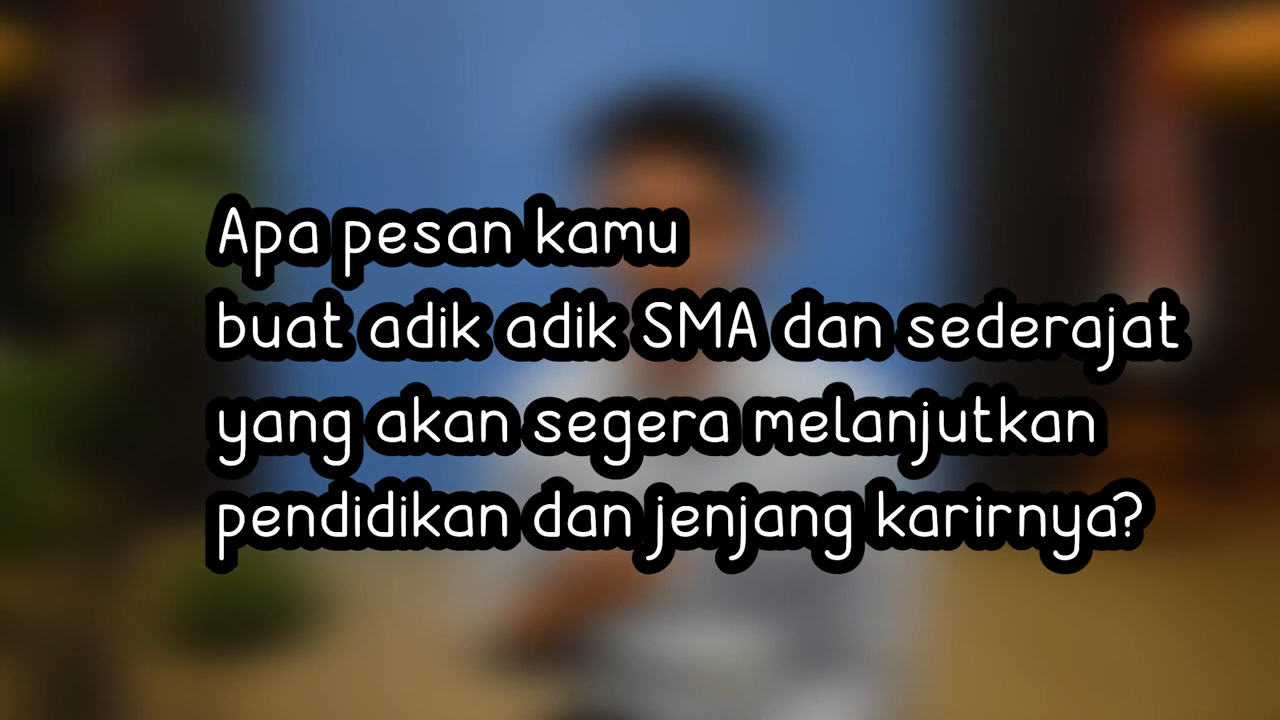 Apa pesan kamu
buat adik adik SMA dan sederajat
yang akan segera melanjutkan
pendidikan dan jenjang karirnya?